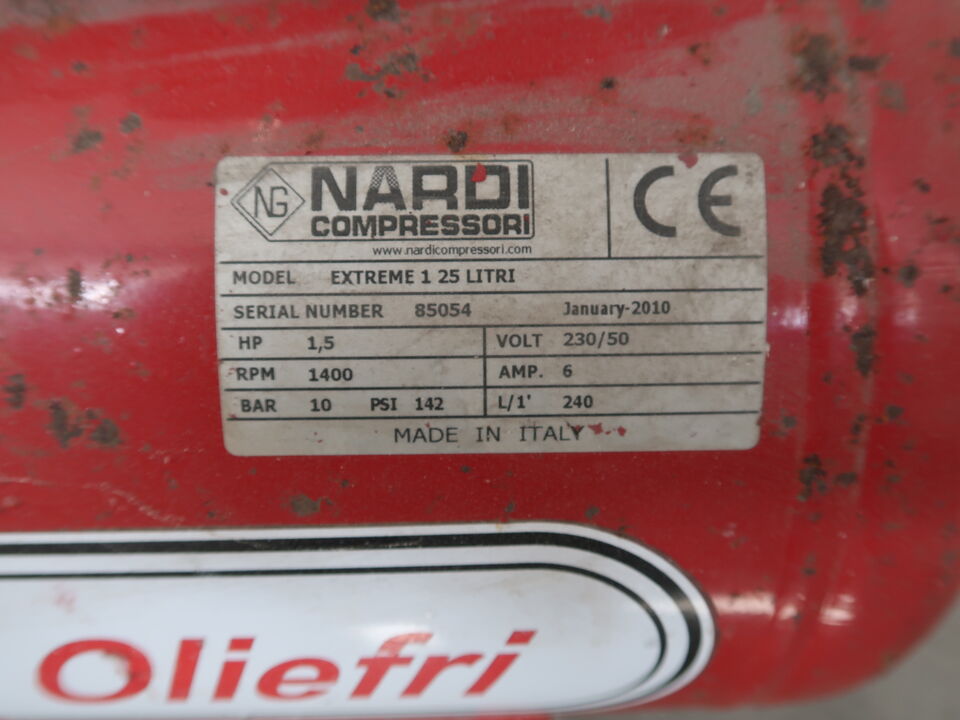 NG NARDI
COMPRESSORI
www.nardicompressori.com
CE
MODEL EXTREME 1 25 LITRI
SERIAL NUMBER 85054 January-2010
HP 1,5 VOLT 230/50
RPM 1400 AMP. 6
BAR 10 PSI 142 L/1' 240
MADE IN ITALY
Oliefri